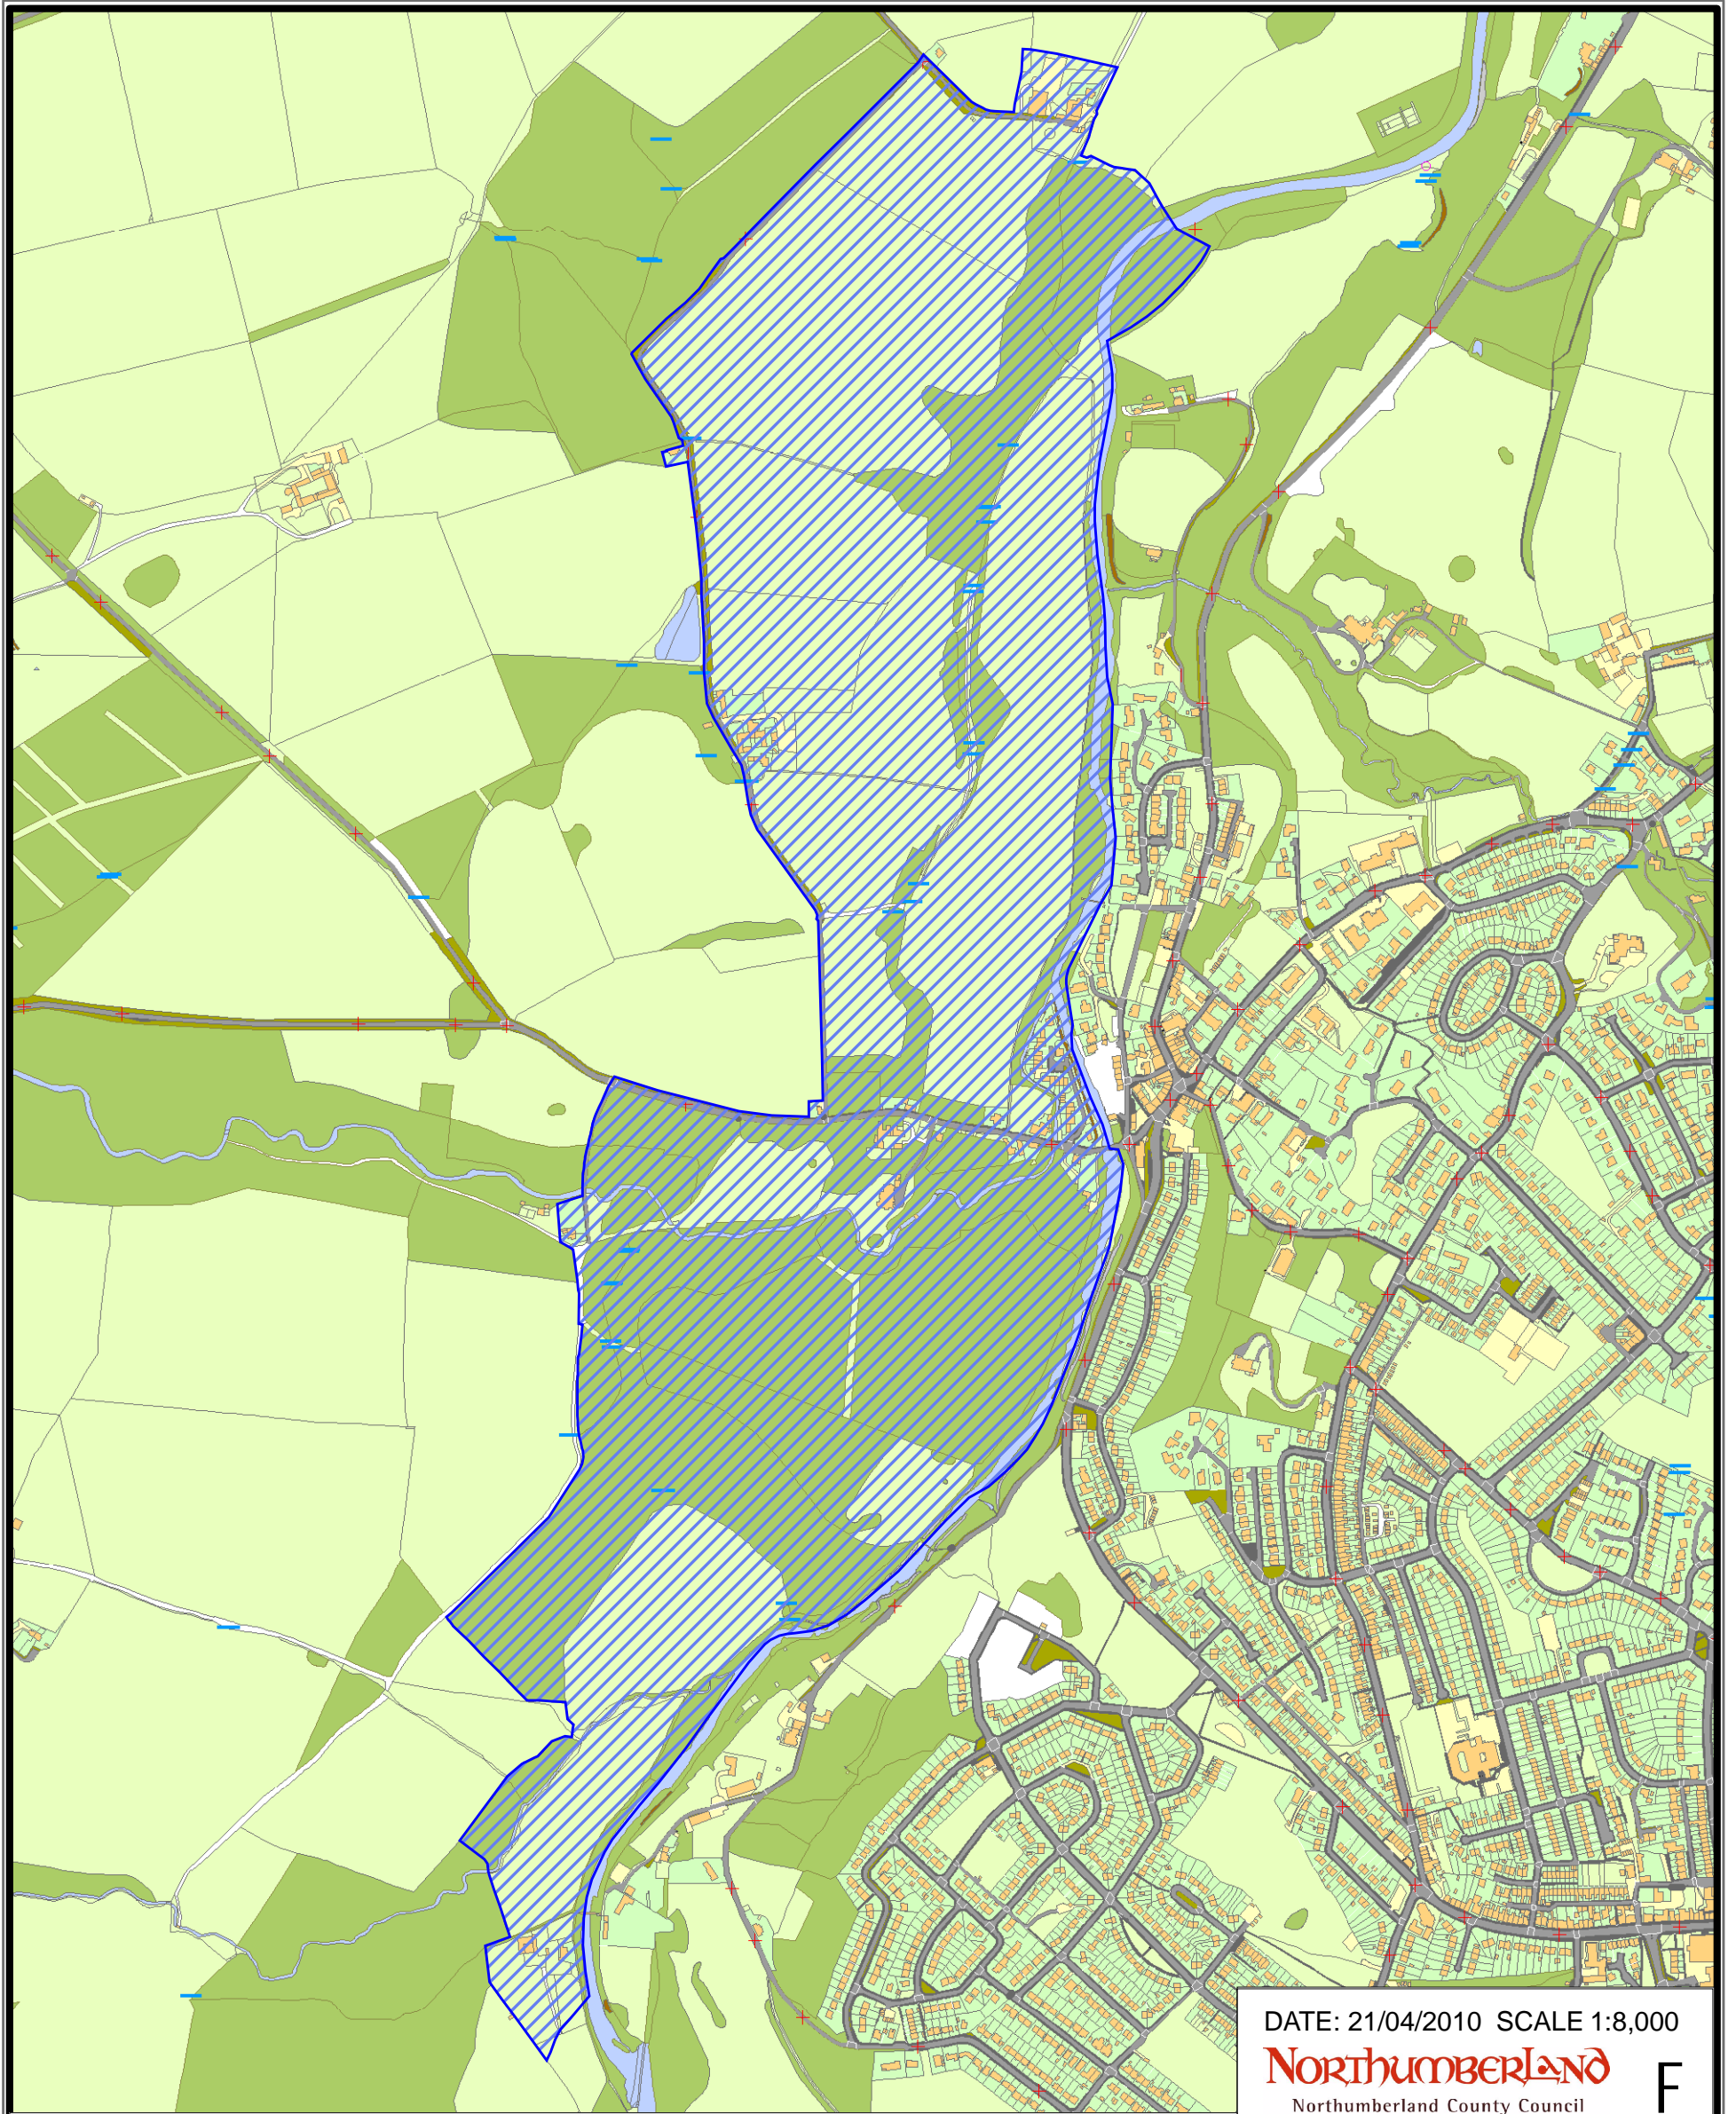 DATE: 21/04/2010 SCALE 1:8,000
NORTHUMBERLAND
F
Northumberland County Council